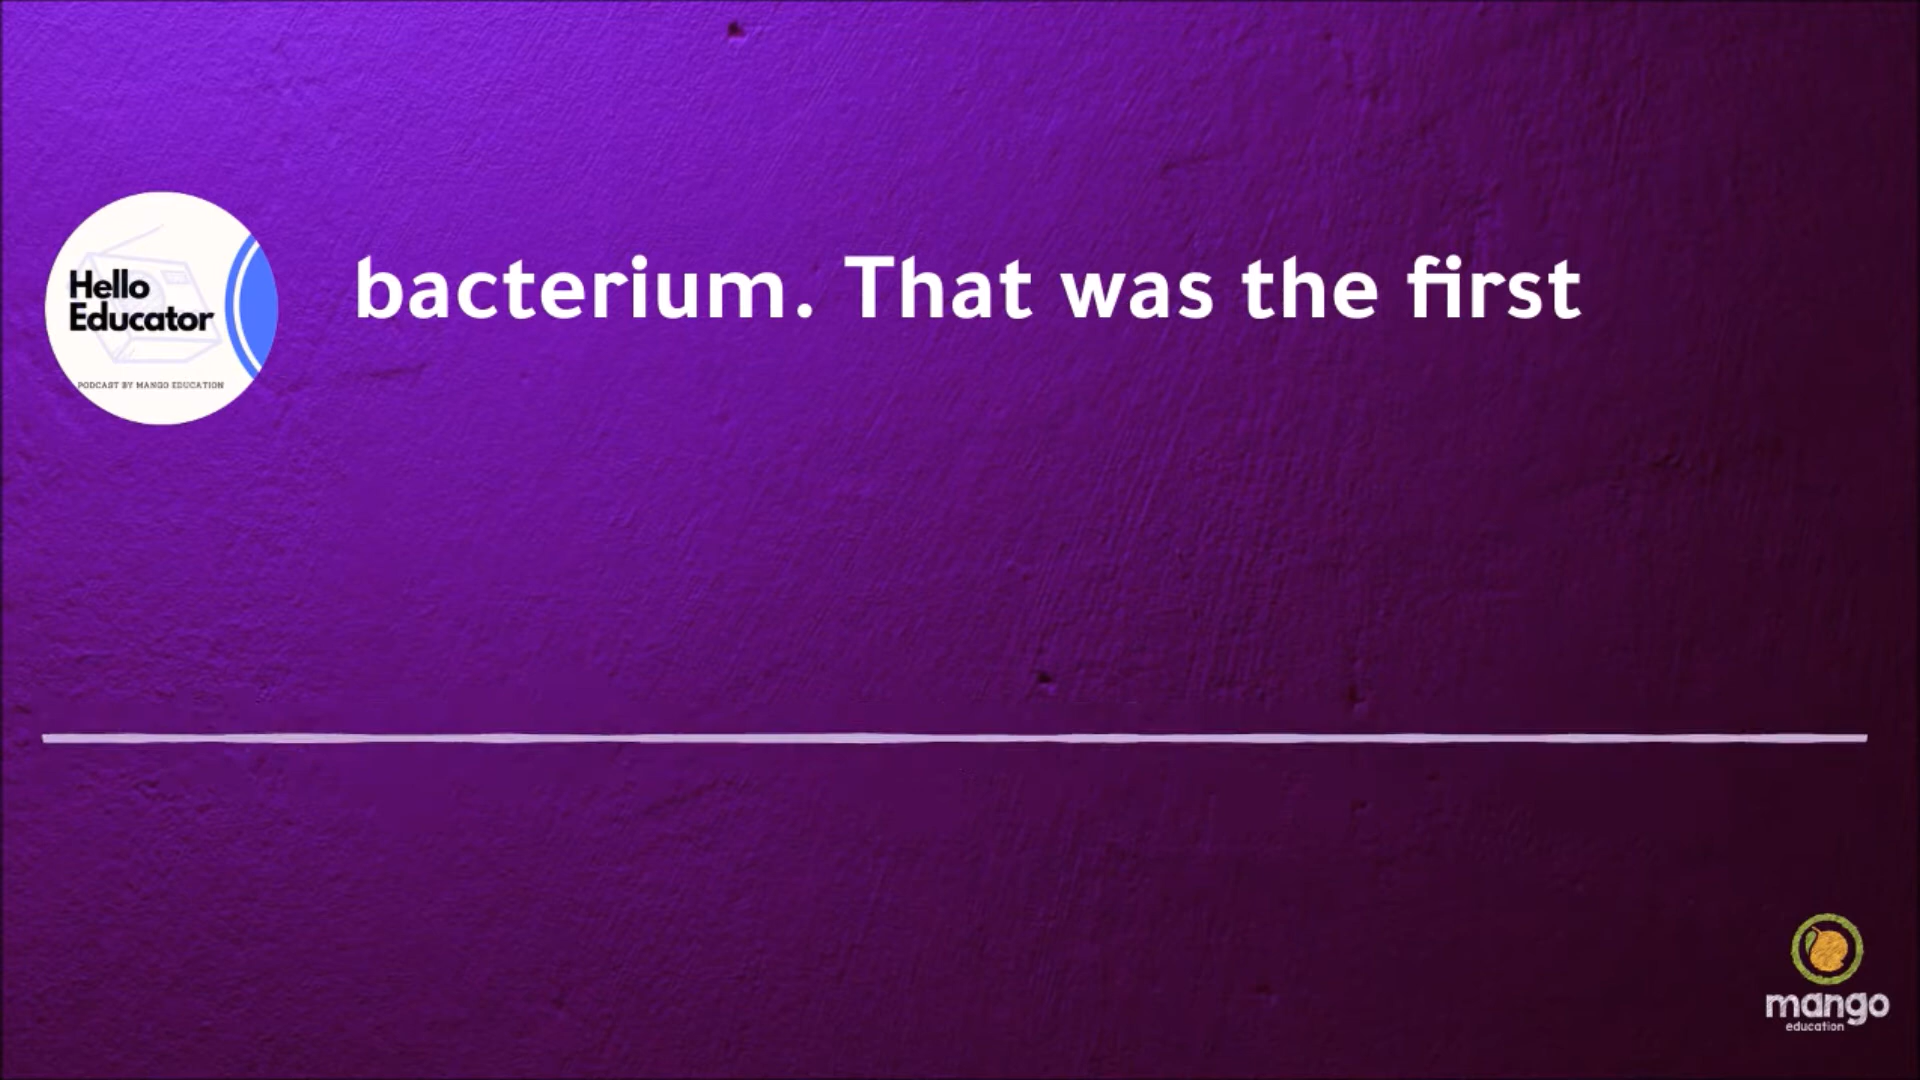 Hello
Educator
PODCAST BY MANGO EDUCATION
bacterium. That was the first
mango
education